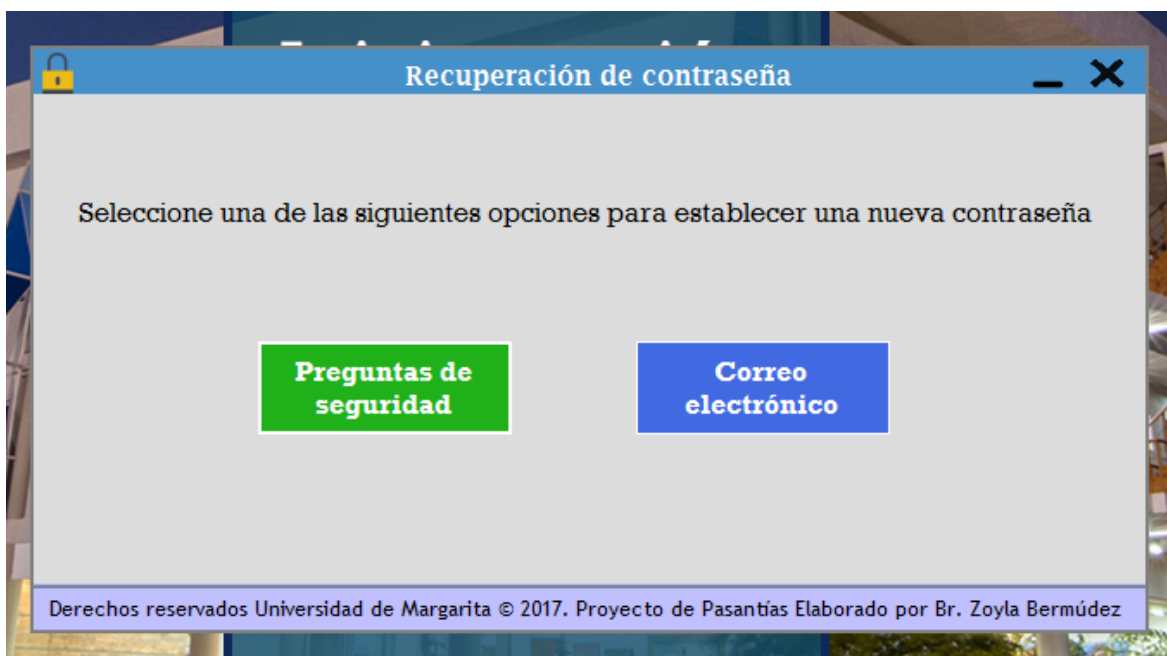 Recuperación de contraseña
Seleccione una de las siguientes opciones para establecer una nueva contraseña
Preguntas de
seguridad
Correo
electrónico
Derechos reservados Universidad de Margarita © 2017. Proyecto de Pasantías Elaborado por Br. Zoyla Bermúdez